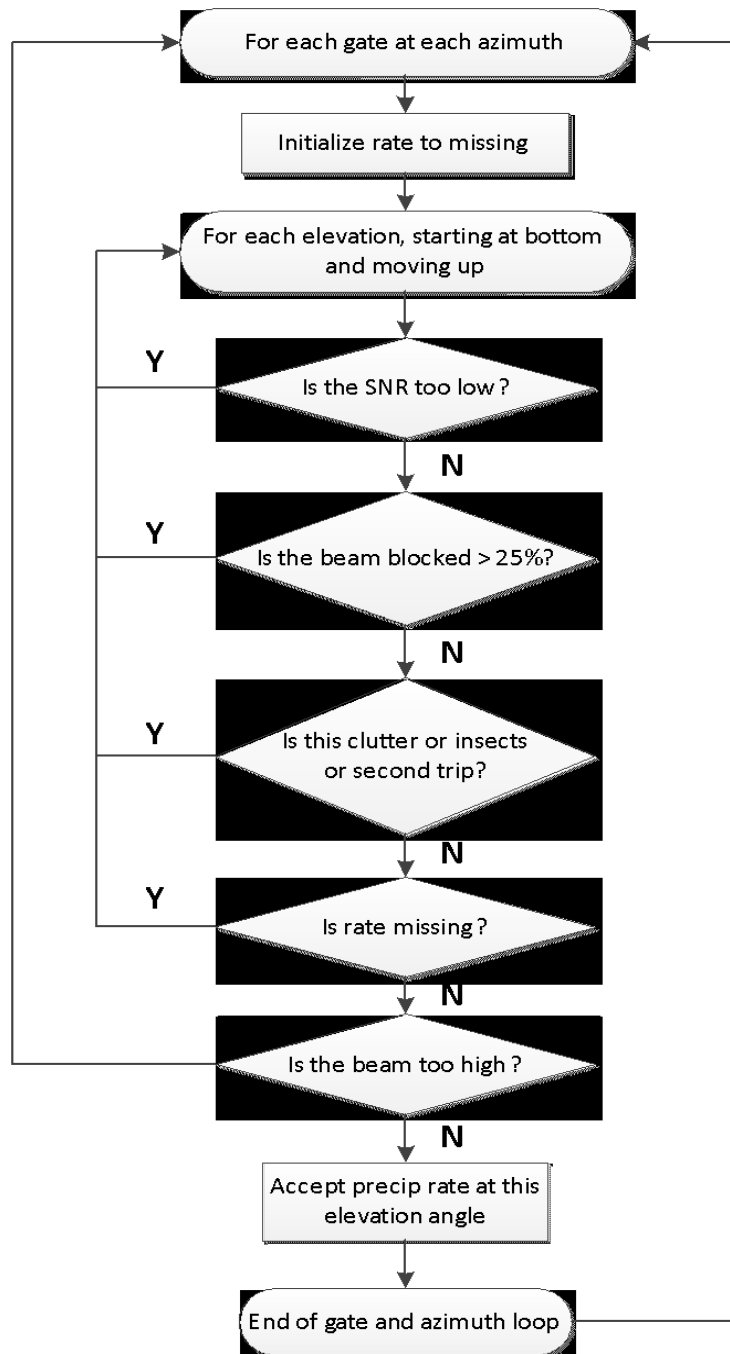 For each gate at each azimuth
Initialize rate to missing
For each elevation, starting at bottom
and moving up
Y
Is the SNR too low?
N
Y
Is the beam blocked > 25%?
N
Y
Is this clutter or insects
or second trip?
N
Y
Is rate missing?
N
Is the beam too high?
N
Accept precip rate at this
elevation angle
End of gate and azimuth loop